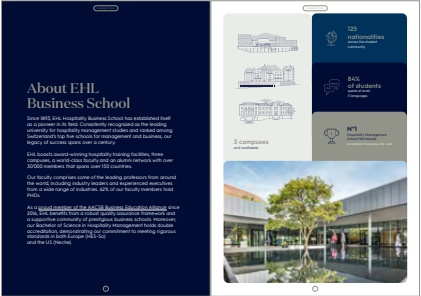 About EHL
Business School
Since 1893, EHL Hospitality Business School has established itself
as a pioneer in its field. Consistently recognized as the leading
university for hospitality management studies and ranked among
Switzerland's top five schools for management and business, our
legacy of success spans over a century.
EHL boasts award-winning hospitality training facilities, three
campuses, a world-class faculty and an alumni network with over
30'000 members that spans over 150 countries.
Our faculty comprises some of the leading professors from around
the world, including industry leaders and experienced executives
from a wide range of industries. 62% of our faculty members hold
PHDs.
As a proud member of the AACSB Business Education Alliance since
2016, EHL benefits from a robust quality assurance framework and
a supportive community of prestigious business schools. Moreover,
our Bachelor of Science in Hospitality Management holds double
accreditation, demonstrating our commitment to meeting rigorous
standards in both Europe (HES-SO)
and the US (Neche).
125
nationalities
across the student
community
84%
of students
speak at least
3 languages
N°1
Hospitality Management
School Worldwide
3 campuses
on 2 continents